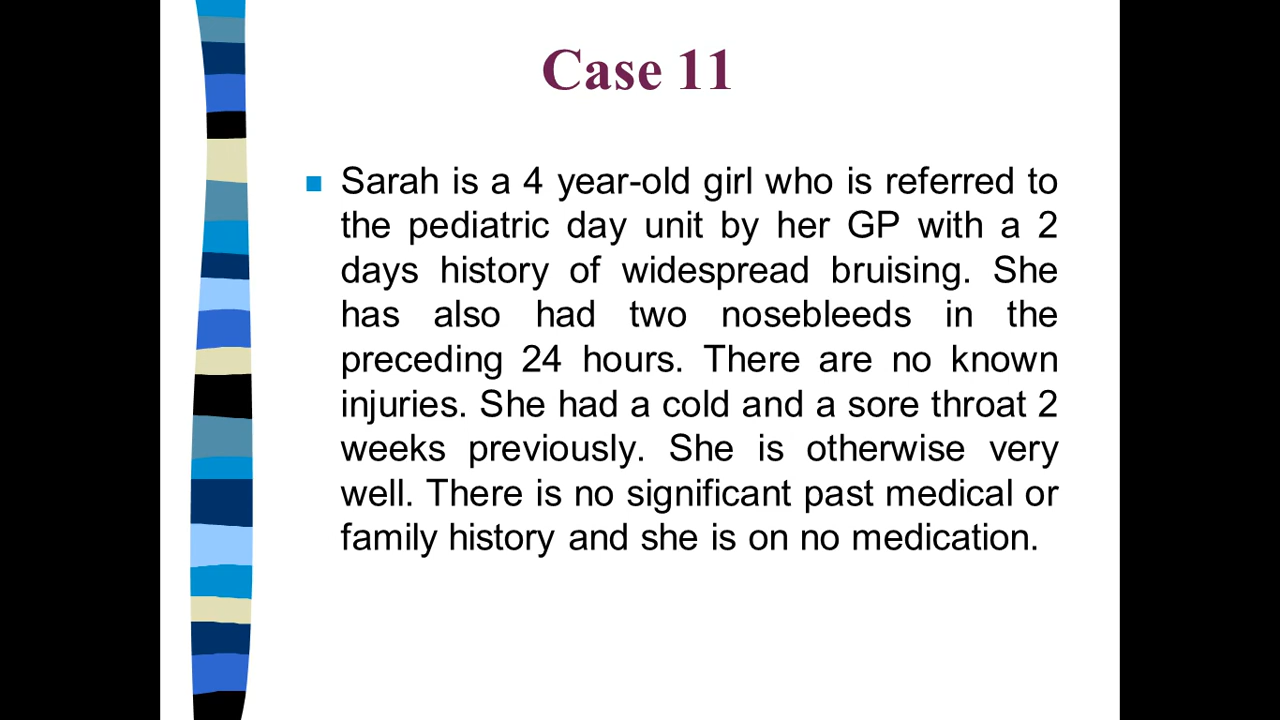 Case 11
Sarah is a 4 year-old girl who is referred to
the pediatric day unit by her GP with a 2
days history of widespread bruising. She
has also had two nosebleeds in the
preceding 24 hours. There are no known
injuries. She had a cold and a sore throat 2
weeks previously. She is otherwise very
well. There is no significant past medical or
family history and she is on no medication.